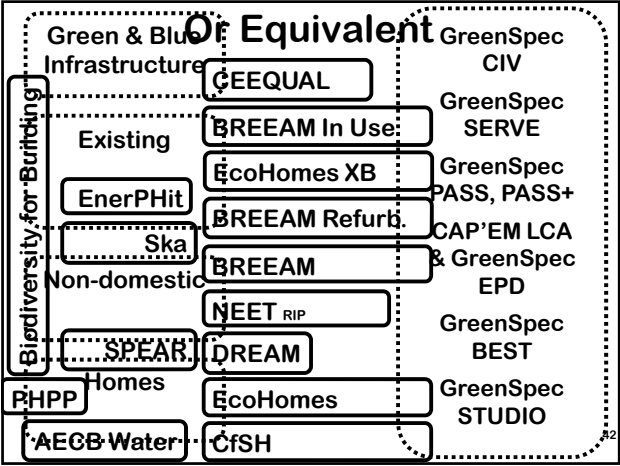 Or Equivalent
Green & Blue
Infrastructure
Biodiversity for Building
Existing
EnerPHit
Ska
Non-domestic
SPEAR
Homes
PHPP
AECB Water
CEEQUAL
BREEAM In Use
EcoHomes XB
BREEAM Refurb.
BREEAM
NEET RIP
DREAM
EcoHomes
CfSH
GreenSpec
CIV
GreenSpec
SERVE
GreenSpec
PASS, PASS+
CAP'EM LCA
& GreenSpec
EPD
GreenSpec
BEST
GreenSpec
STUDIO
42